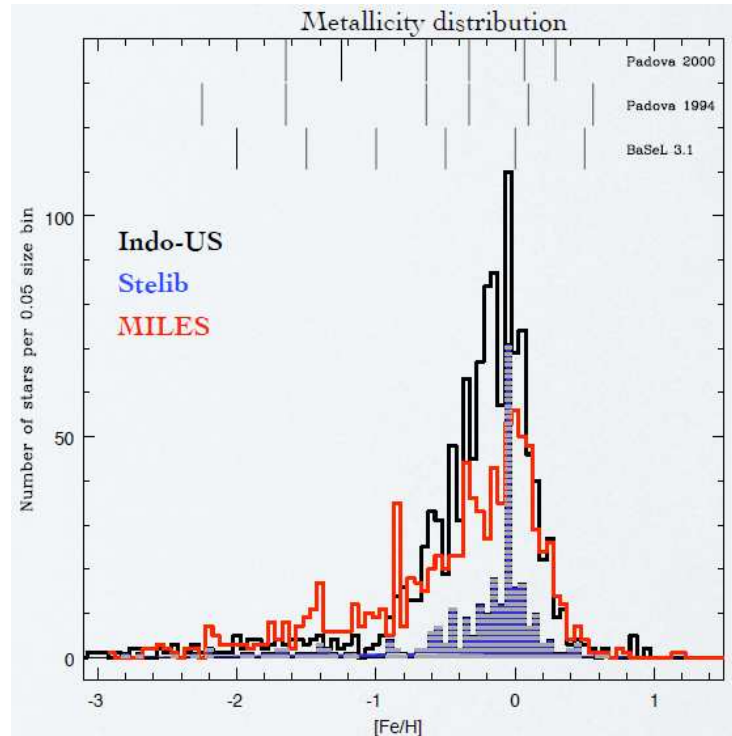 Metallicity distribution
Padova 2000
Padova 1994
BaSeL 3.1
100
Indo-US
Stelib
MILES
50
0
Number of stars per 0.05 size bin
-3 -2 -1 0 1
[Fe/H]